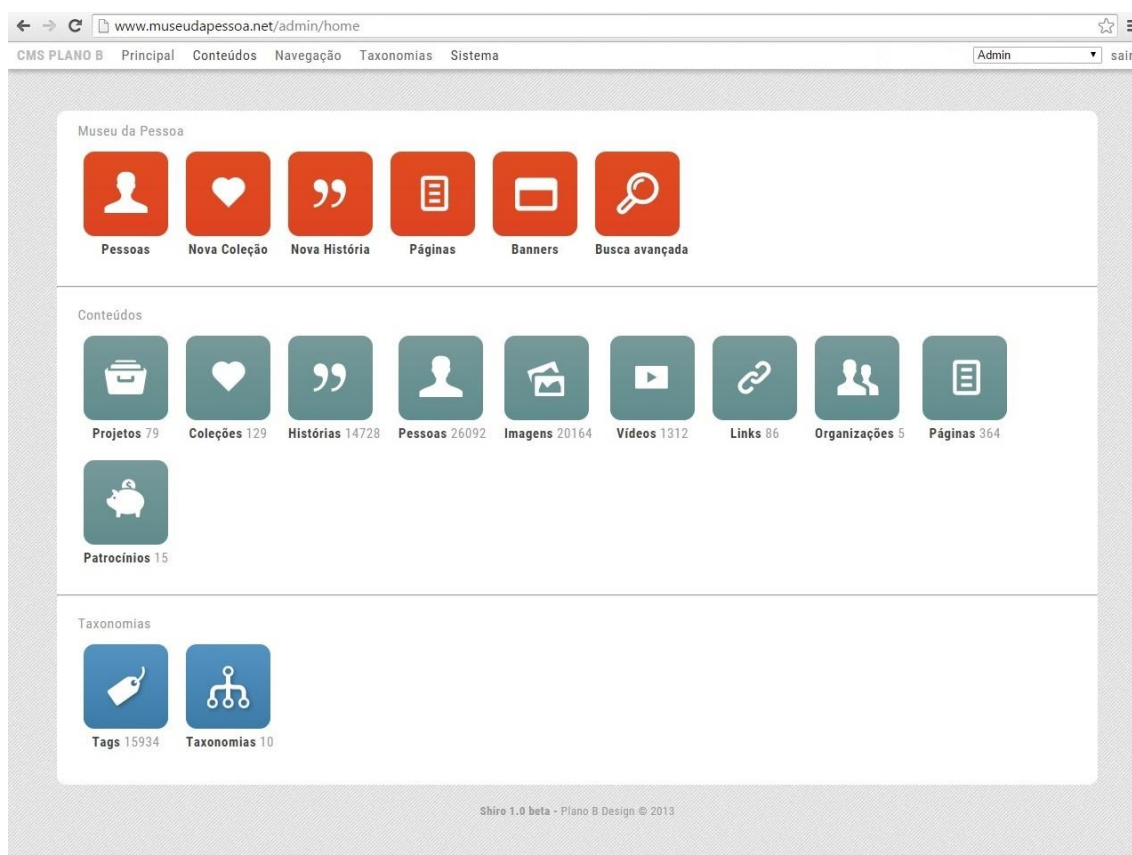 www.museudapessoa.net/admin/home
CMS PLANO B Principal Conteúdos Navegação Taxonomias Sistema Admin sair
Museu da Pessoa
Pessoas Nova Coleção Nova História Páginas Banners Busca avançada
Conteúdos
Projetos 79 Coleções 129 Histórias 14728 Pessoas 26092 Imagens 20164 Vídeos 1312 Links 86 Organizações 5 Páginas 364
Patrocínios 15
Taxonomias
Tags 15934 Taxonomias 10
Shiro 1.0 beta - Plano B Design © 2013